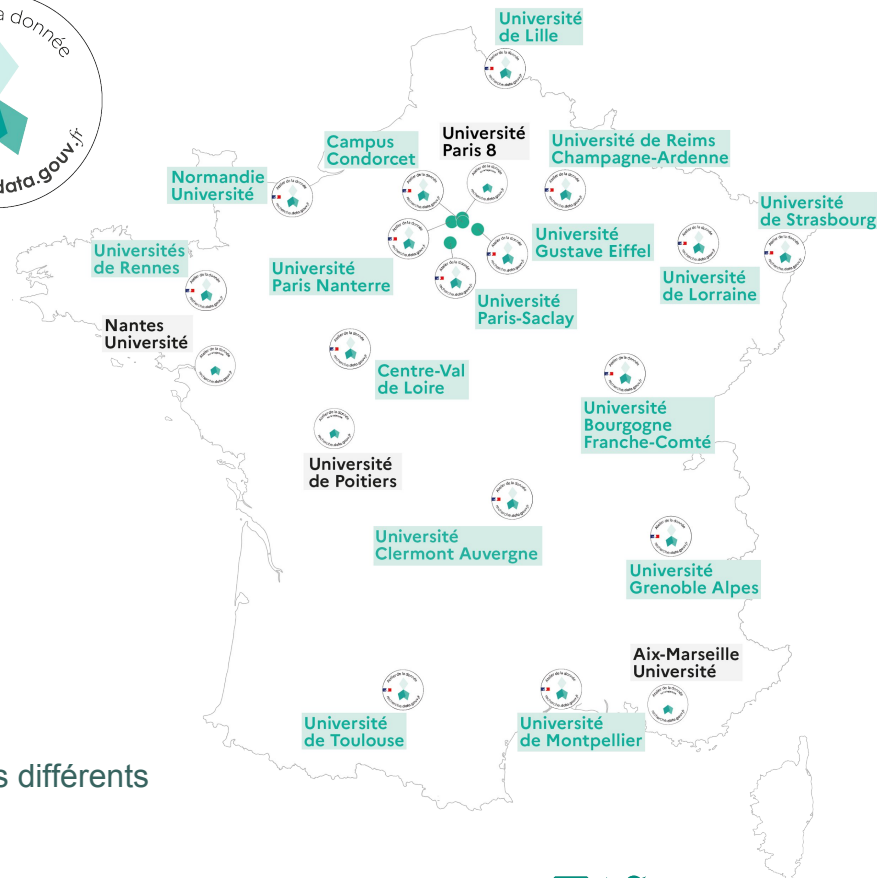 a donnée
data.gouv.fr
Université
de Lille
Campus
Condorcet
Université
Paris 8
Université de Reims
Champagne-Ardenne
Normandie
Université
Université
de Strasbourg
Universités
de Rennes
Université
Paris Nanterre
Université
Gustave Eiffel
Université
de Lorraine
Université
Paris-Saclay
Nantes
Université
Centre-Val
de Loire
Université
Bourgogne
Franche-Comté
Université
de Poitiers
Université
Clermont Auvergne
Université
Grenoble Alpes
Aix-Marseille
Université
Université
de Toulouse
Université
de Montpellier
s différents